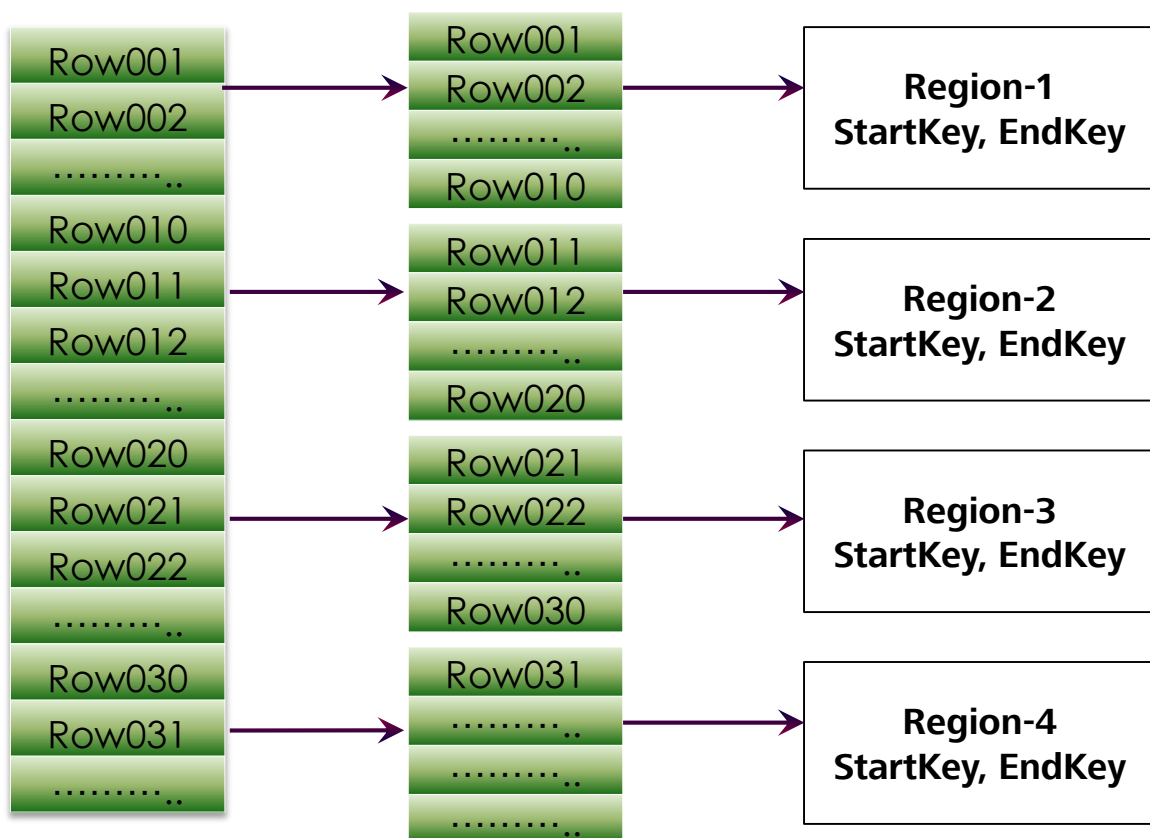 Row001
Row002
………..
Row010
Row011
Row012
………..
Row020
Row021
Row022
………..
Row030
Row031
………..
Row001
Row002
………..
Row010
Row011
Row012
………..
Row020
Row021
Row022
………..
Row030
Row031
………..
………..
………..
Region-1
StartKey, EndKey
Region-2
StartKey, EndKey
Region-3
StartKey, EndKey
Region-4
StartKey, EndKey